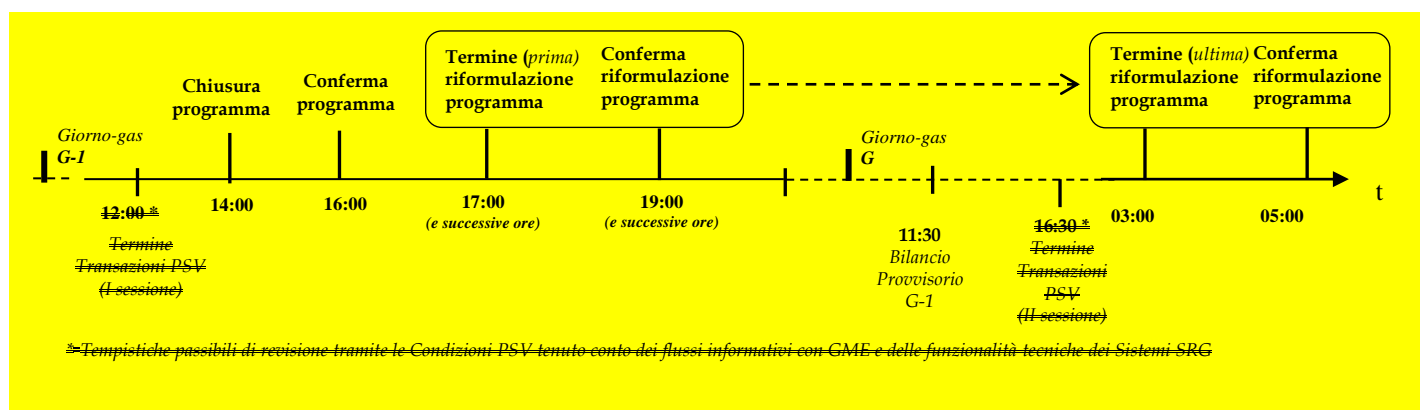 Termine (prima)
riformulazione
programma
Conferma
riformulazione
programma
Termine (ultima)
riformulazione
programma
Conferma
riformulazione
programma
Chiusura
programma
Conferma
programma
Giorno-gas
G-1
Giorno-gas
G
t
12:00 *
Termine
Transazioni PSV
(I sessione)
14:00
16:00
17:00
(e successive ore)
19:00
(e successive ore)
11:30
Bilancio
Provvisorio
G-1
16:30 *
Termine
Transazioni
PSV
(II sessione)
03:00
05:00
* Tempistiche passibili di revisione tramite le Condizioni PSV tenuto conto dei flussi informativi con GME e delle funzionalità tecniche dei Sistemi SRG